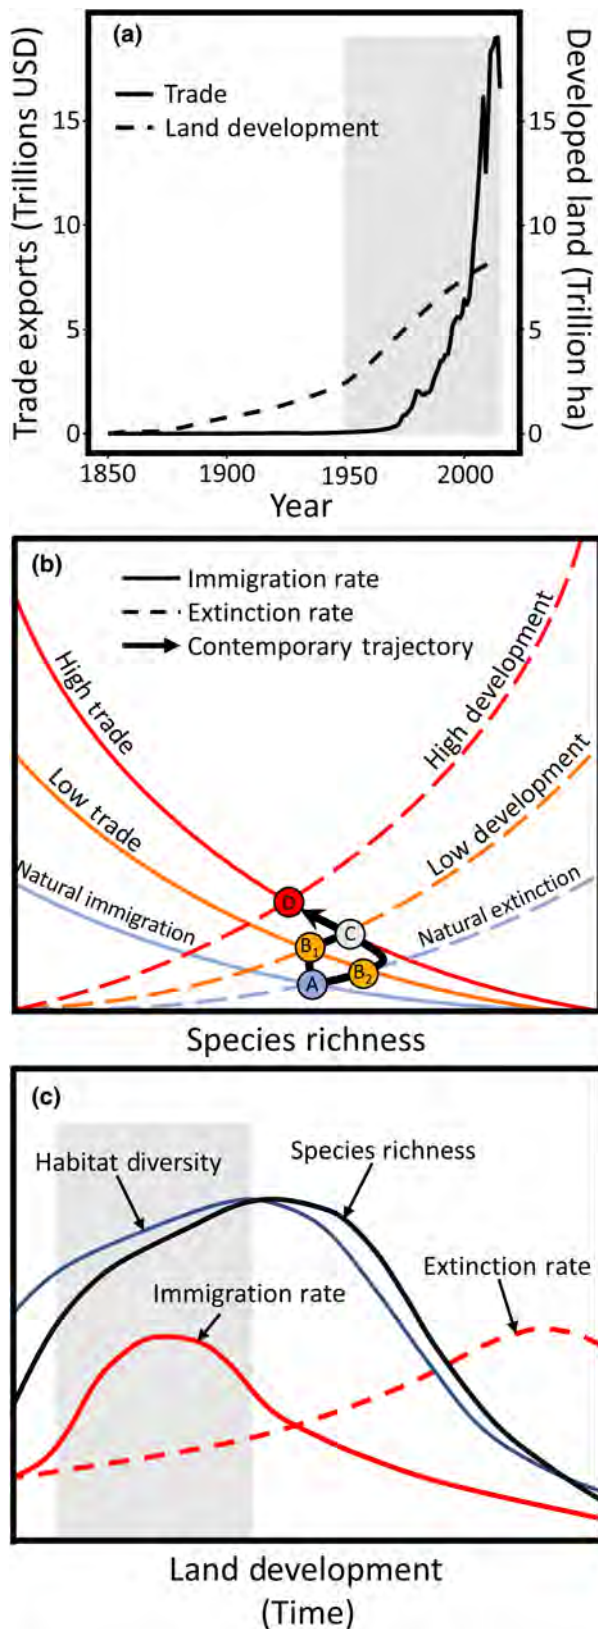 (a)
Trade
Land development
Trade exports (Trillions USD)
Developed land (Trillion ha)
15
10
5
0
15
10
5
0
1850
1900
1950
2000
Year
(b)
Immigration rate
Extinction rate
Contemporary trajectory
High trade
Low trade
Natural immigration
High development
Low development
Natural extinction
D
C
B1
B2
A
Species richness
(c)
Habitat diversity
Species richness
Immigration rate
Extinction rate
Land development
(Time)